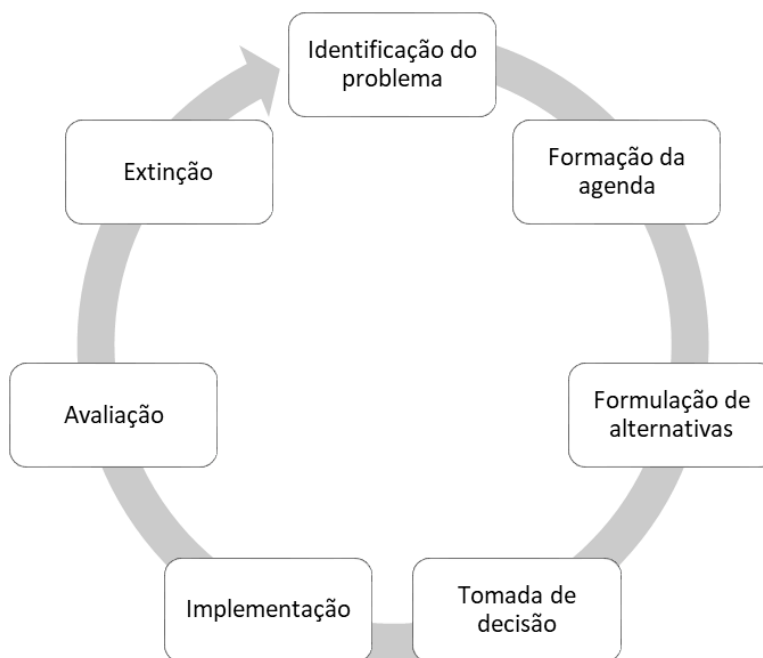 Identificação do
problema
Formação da
agenda
Formulação de
alternativas
Tomada de
decisão
Implementação
Avaliação
Extinção